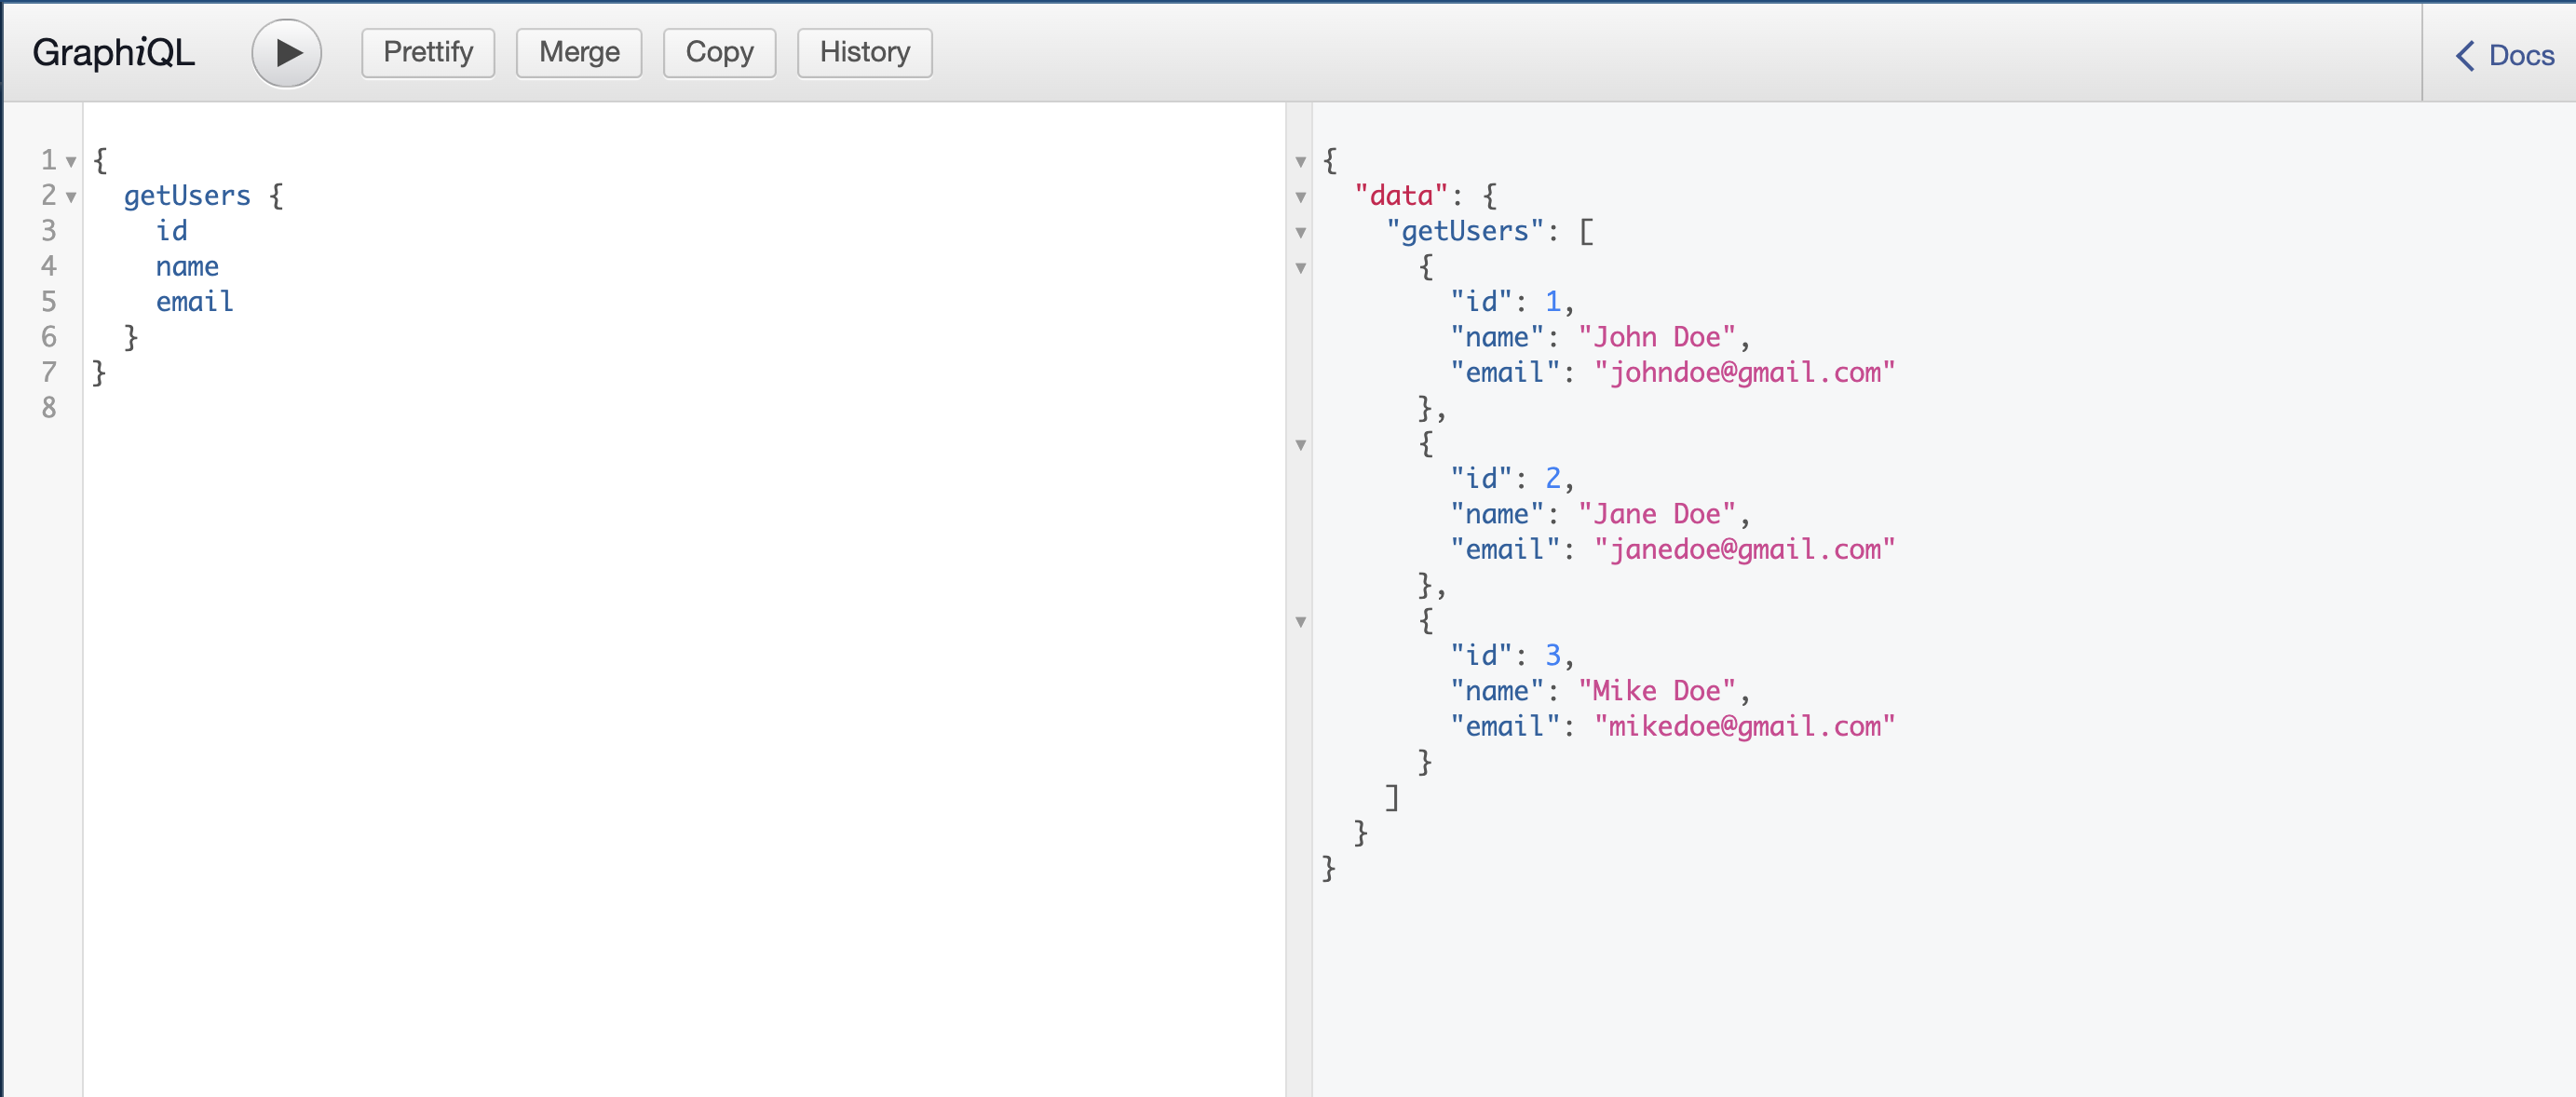 GraphiQL Prettify Merge Copy History Docs
1 {
2 getUsers {
3 id
4 name
5 email
6 }
7 }
8
{
"data": {
"getUsers": [
{
"id": 1,
"name": "John Doe",
"email": "johndoe@gmail.com"
},
{
"id": 2,
"name": "Jane Doe",
"email": "janedoe@gmail.com"
},
{
"id": 3,
"name": "Mike Doe",
"email": "mikedoe@gmail.com"
}
]
}
}